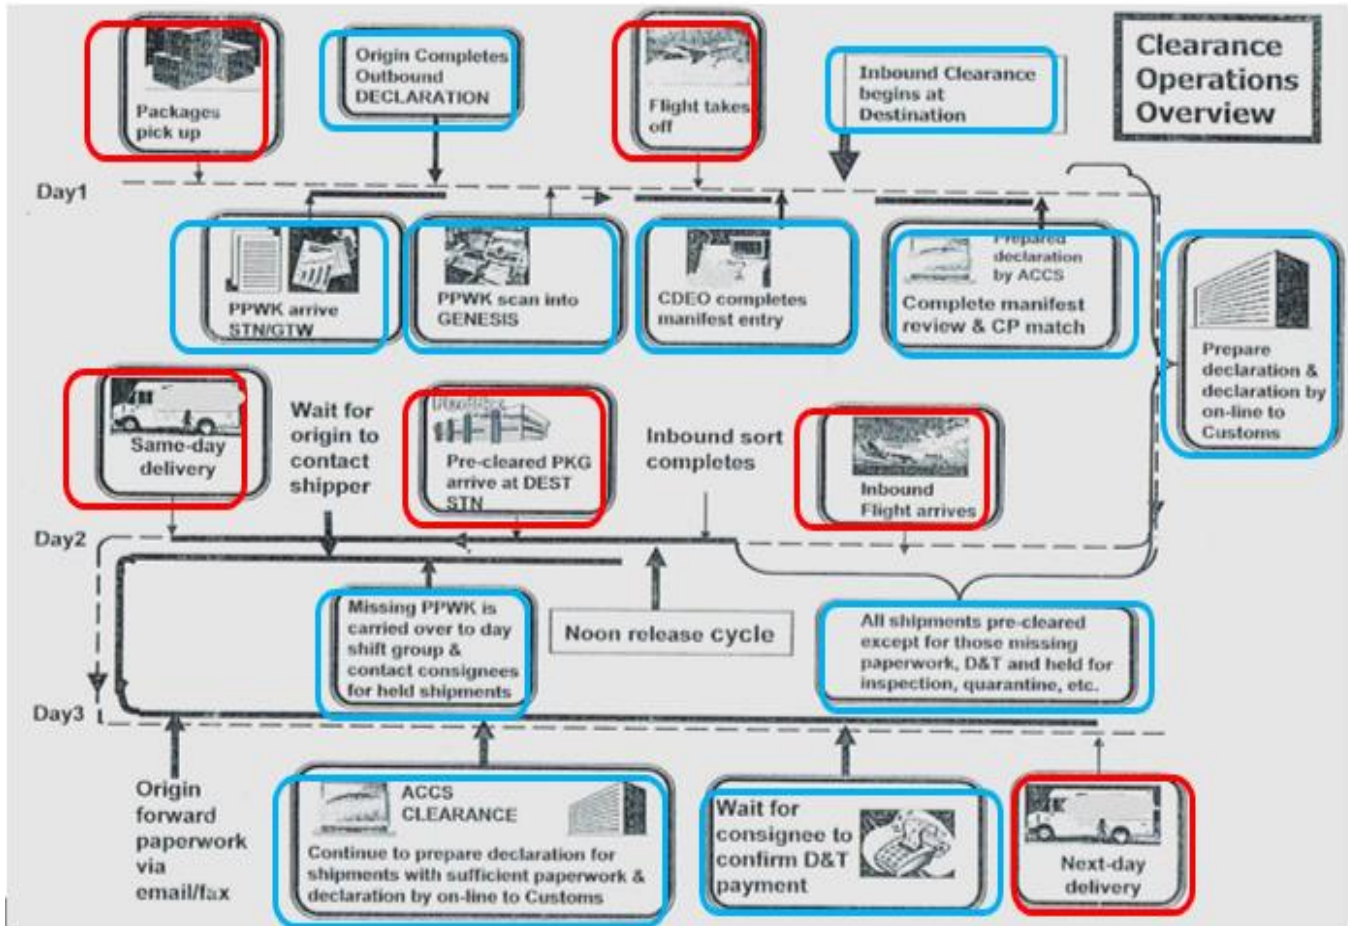 Clearance
Operations
Overview
Packages
pick up
Origin Completes
Outbound
DECLARATION
Flight takes
off
Inbound Clearance
begins at
Destination
Day1
PPWK arrive
STN/GTW
PPWK scan into
GENESIS
CDEO completes
manifest entry
Prepared
declaration
by ACCS
Complete manifest
review & CP match
Prepare
declaration &
declaration by
on-line to
Customs
Same-day
delivery
Wait for
origin to
contact
shipper
Pre-cleared PKG
arrive at DEST
STN
Inbound sort
completes
Inbound
Flight arrives
Day2
Missing PPWK is
carried over to day
shift group &
contact consignees
for held shipments
Noon release cycle
All shipments pre-cleared
except for those missing
paperwork, D&T and held for
inspection, quarantine, etc.
Day3
Origin
forward
paperwork
via
email/fax
ACCS
CLEARANCE
Continue to prepare declaration for
shipments with sufficient paperwork &
declaration by on-line to Customs
Wait for
consignee to
confirm D&T
payment
Next-day
delivery